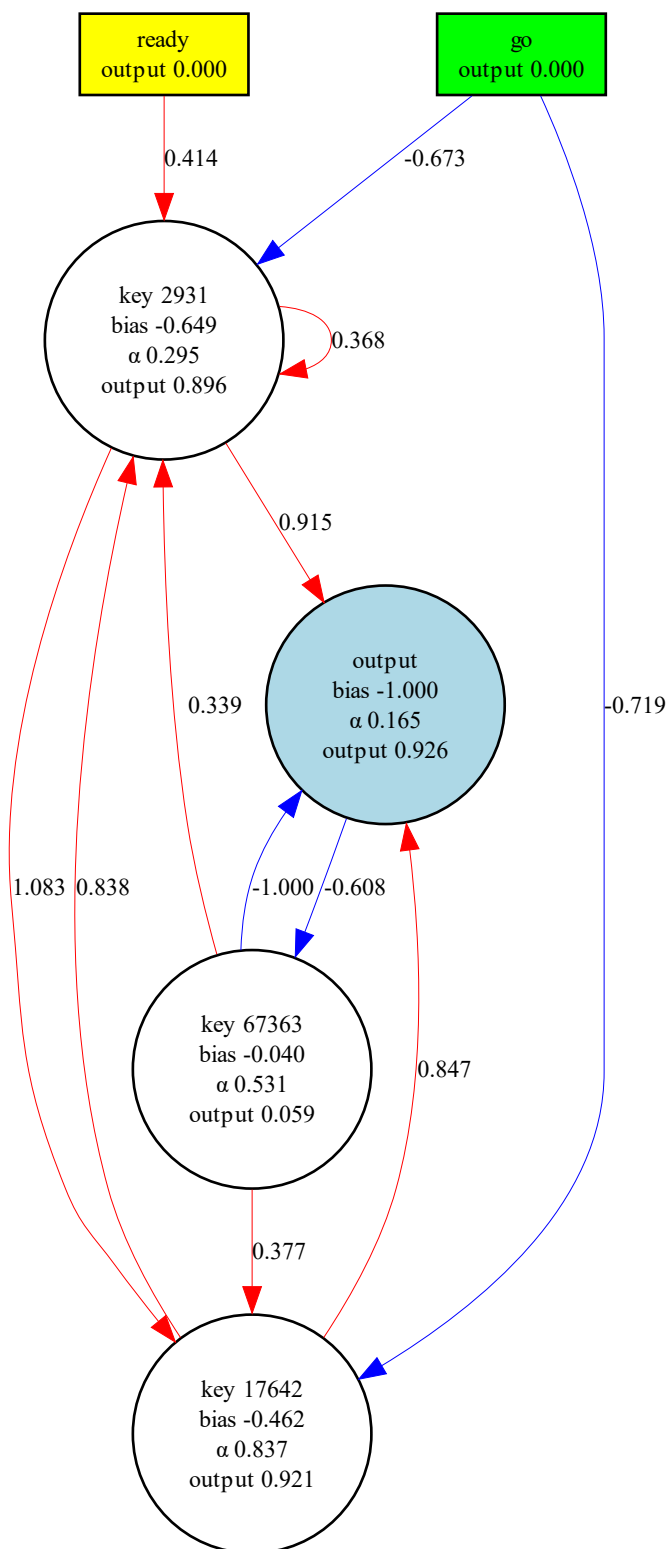 ready
output 0.000
go
output 0.000
0.414
-0.673
key 2931
bias -0.649
α 0.295
output 0.896
0.368
0.915
output
bias -1.000
α 0.165
output 0.926
0.339
-0.719
1.083
0.838
-1.000
-0.608
key 67363
bias -0.040
α 0.531
output 0.059
0.847
0.377
key 17642
bias -0.462
α 0.837
output 0.921